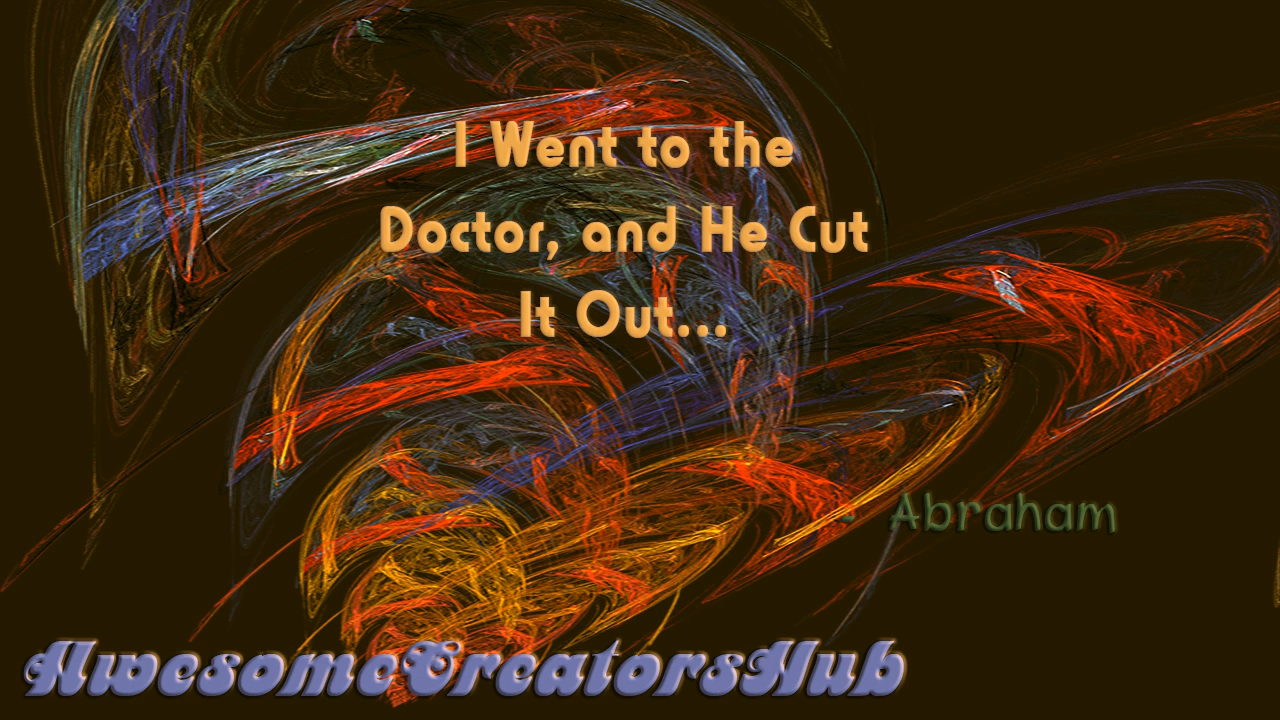 I Went to the
Doctor, and He Cut
It Out...
~ Abraham
AwesomeCreatorsHub